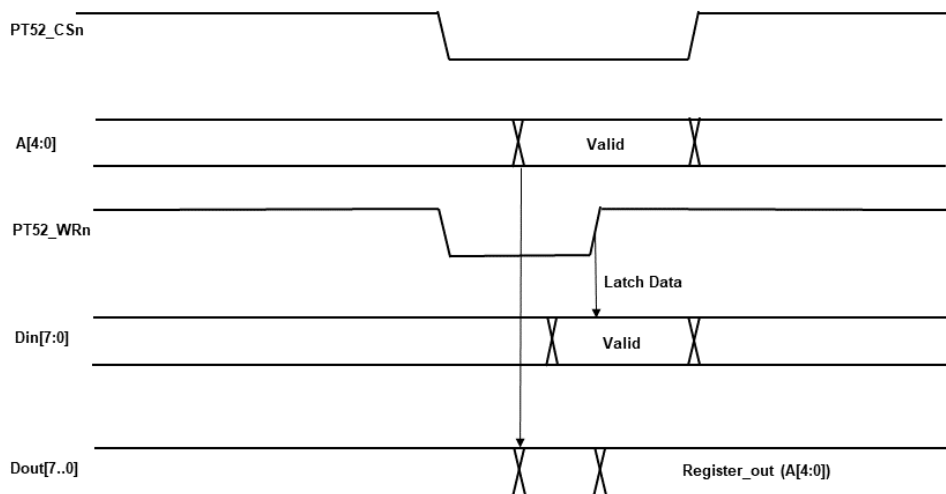 PT52_CSn
A[4:0]
Valid
PT52_WRn
Latch Data
Din[7:0]
Valid
Dout[7..0]
Register_out (A[4:0])